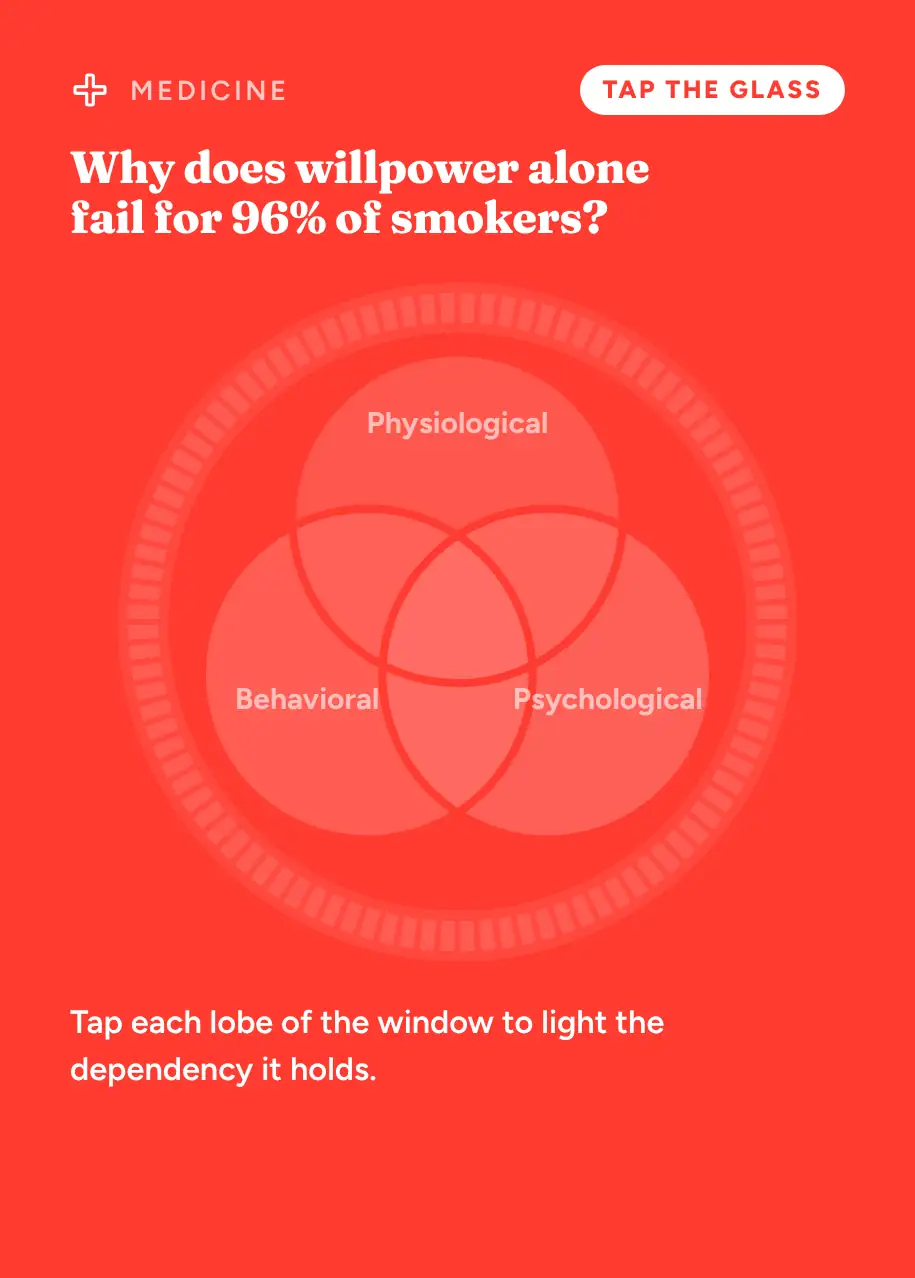 MEDICINE
TAP THE GLASS
Why does willpower alone
fail for 96% of smokers?
Physiological
Behavioral
Psychological
Tap each lobe of the window to light the
dependency it holds.